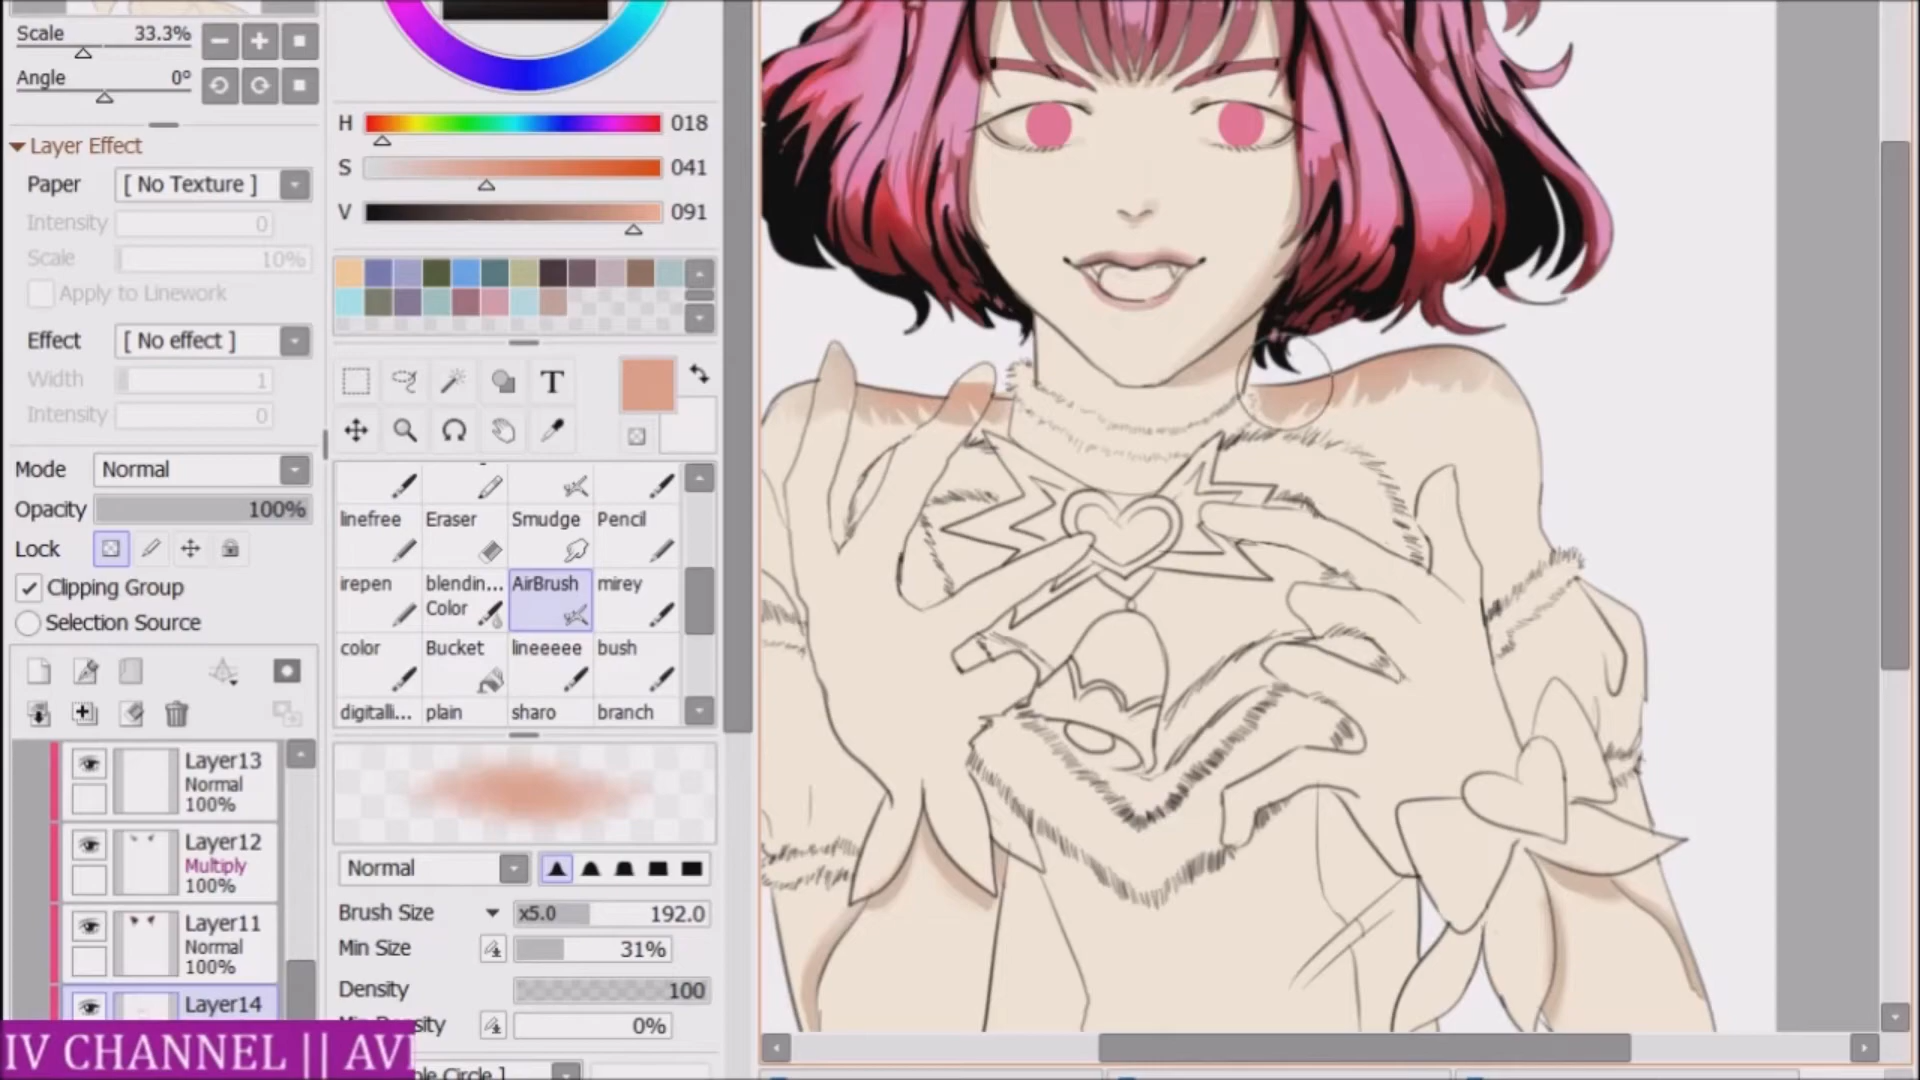 Scale 33.3%
Angle 0°
Layer Effect
Paper [ No Texture ]
Intensity 0
Scale 10%
Apply to Linework
Effect [ No effect ]
Width 1
Intensity 0
Mode Normal
Opacity 100%
Lock
Clipping Group
Selection Source
Layer13
Normal
100%
Layer12
Multiply
100%
Layer11
Normal
100%
Layer14
IV CHANNEL || AVI
H 018
S 041
V 091
T
linefree Eraser Smudge Pencil
irepen blendin... Color AirBrush mirey
color Bucket lineeeee bush
digitalli... plain sharo branch
Normal
Brush Size x5.0 192.0
Min Size 31%
Density 100
0%